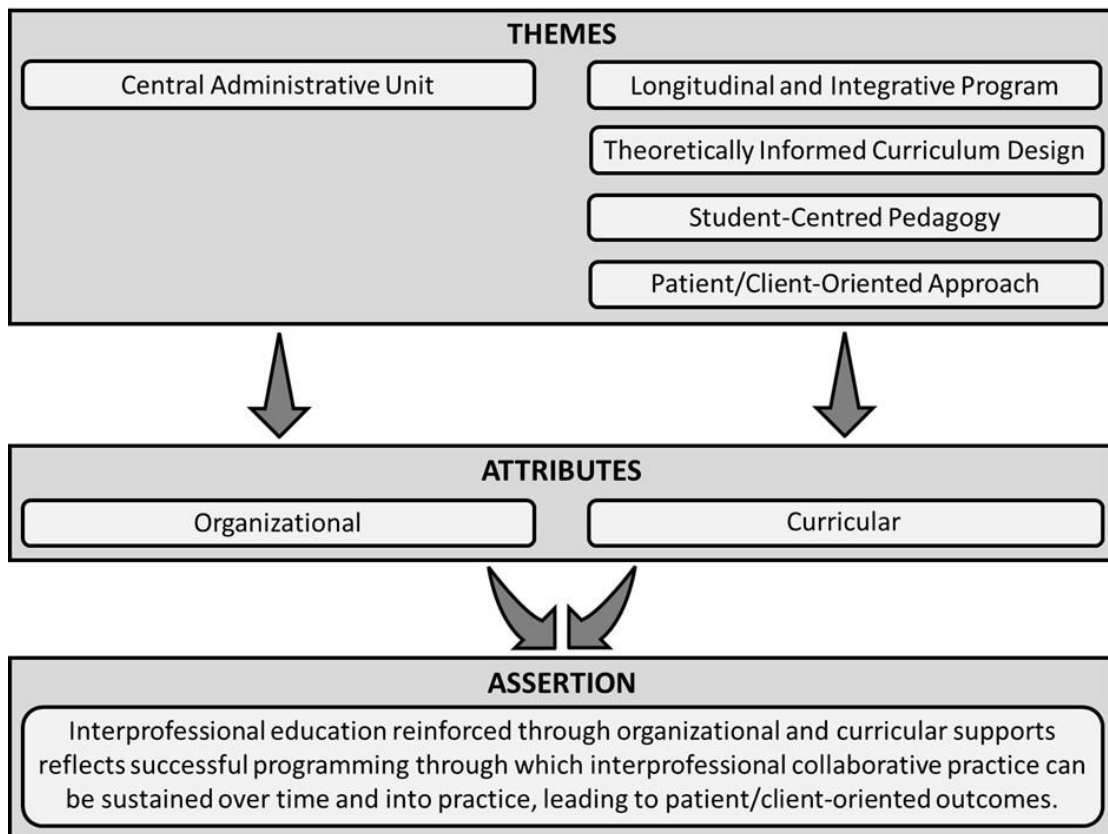 THEMES
Central Administrative Unit
Longitudinal and Integrative Program
Theoretically Informed Curriculum Design
Student-Centred Pedagogy
Patient/Client-Oriented Approach
ATTRIBUTES
Organizational
Curricular
ASSERTION
Interprofessional education reinforced through organizational and curricular supports
reflects successful programming through which interprofessional collaborative practice can
be sustained over time and into practice, leading to patient/client-oriented outcomes.